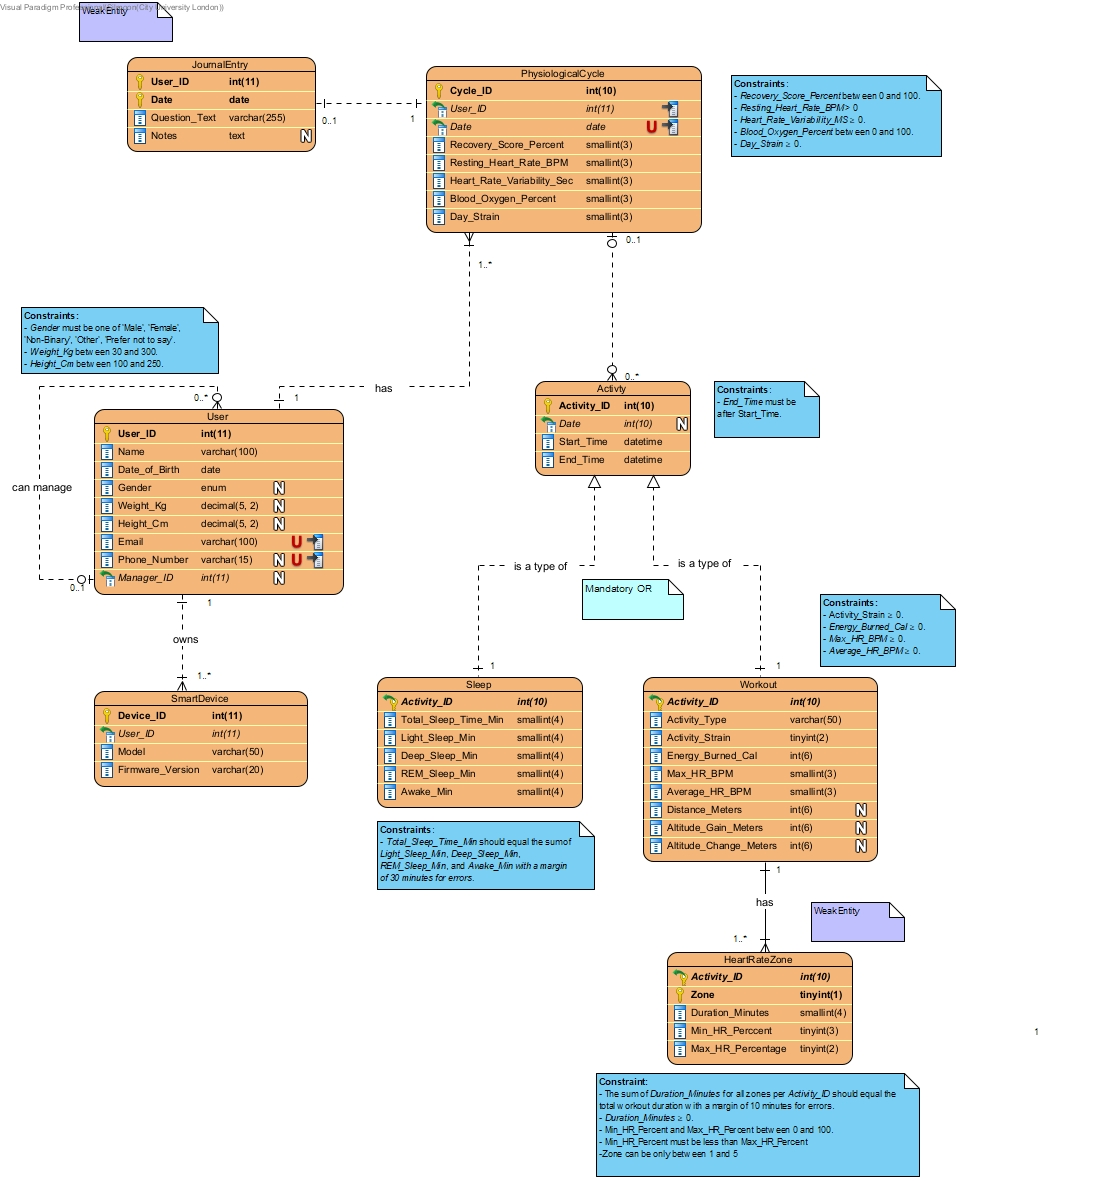 Visual Paradigm Profes (City University London))
WeakEntity
JournalEntry
User_ID int(11)
Date date
Question_Text varchar(255)
Notes text N
0..1
1
PhysiologicalCycle
Cycle_ID int(10)
User_ID int(11)
Date date U
Recovery_Score_Percent smallint(3)
Resting_Heart_Rate_BPM smallint(3)
Heart_Rate_Variability_Sec smallint(3)
Blood_Oxygen_Percent smallint(3)
Day_Strain smallint(3)
Constraints:
- Recovery_Score_Percent between 0 and 100.
- Resting_Heart_Rate_BPM > 0
- Heart_Rate_Variability_MS ≥ 0.
- Blood_Oxygen_Percent between 0 and 100.
- Day_Strain ≥ 0.
1..*
0..1
Constraints:
- Gender must be one of 'Male', 'Female',
'Non-Binary', 'Other', 'Prefer not to say'.
- Weight_Kg between 30 and 300.
- Height_Cm between 100 and 250.
has
0..*
1
0..*
can manage
0..1
User
User_ID int(11)
Name varchar(100)
Date_of_Birth date
Gender enum N
Weight_Kg decimal(5, 2) N
Height_Cm decimal(5, 2) N
Email varchar(100) U
Phone_Number varchar(15) N U
Manager_ID int(11) N
Activty
Activity_ID int(10)
Date int(10) N
Start_Time datetime
End_Time datetime
Constraints:
- End_Time must be
after Start_Time.
is a type of
is a type of
Mandatory OR
1
owns
1..*
1
1
Constraints:
- Activity_Strain ≥ 0.
- Energy_Burned_Cal ≥ 0.
- Max_HR_BPM ≥ 0.
- Average_HR_BPM ≥ 0.
SmartDevice
Device_ID int(11)
User_ID int(11)
Model varchar(50)
Firmware_Version varchar(20)
Sleep
Activity_ID int(10)
Total_Sleep_Time_Min smallint(4)
Light_Sleep_Min smallint(4)
Deep_Sleep_Min smallint(4)
REM_Sleep_Min smallint(4)
Awake_Min smallint(4)
Workout
Activity_ID int(10)
Activity_Type varchar(50)
Activity_Strain tinyint(2)
Energy_Burned_Cal int(6)
Max_HR_BPM smallint(3)
Average_HR_BPM smallint(3)
Distance_Meters int(6) N
Altitude_Gain_Meters int(6) N
Altitude_Change_Meters int(6) N
Constraints:
- Total_Sleep_Time_Min should equal the sum of
Light_Sleep_Min, Deep_Sleep_Min,
REM_Sleep_Min, and Awake_Min with a margin
of 30 minutes for errors.
1
has
1..*
WeakEntity
HeartRateZone
Activity_ID int(10)
Zone tinyint(1)
Duration_Minutes smallint(4)
Min_HR_Perccent tinyint(3)
Max_HR_Percentage tinyint(2)
1
Constraint:
- The sum of Duration_Minutes for all zones per Activity_ID should equal the
total workout duration with a margin of 10 minutes for errors.
- Duration_Minutes ≥ 0.
- Min_HR_Percent and Max_HR_Percent between 0 and 100.
- Min_HR_Percent must be less than Max_HR_Percent
-Zone can be only between 1 and 5